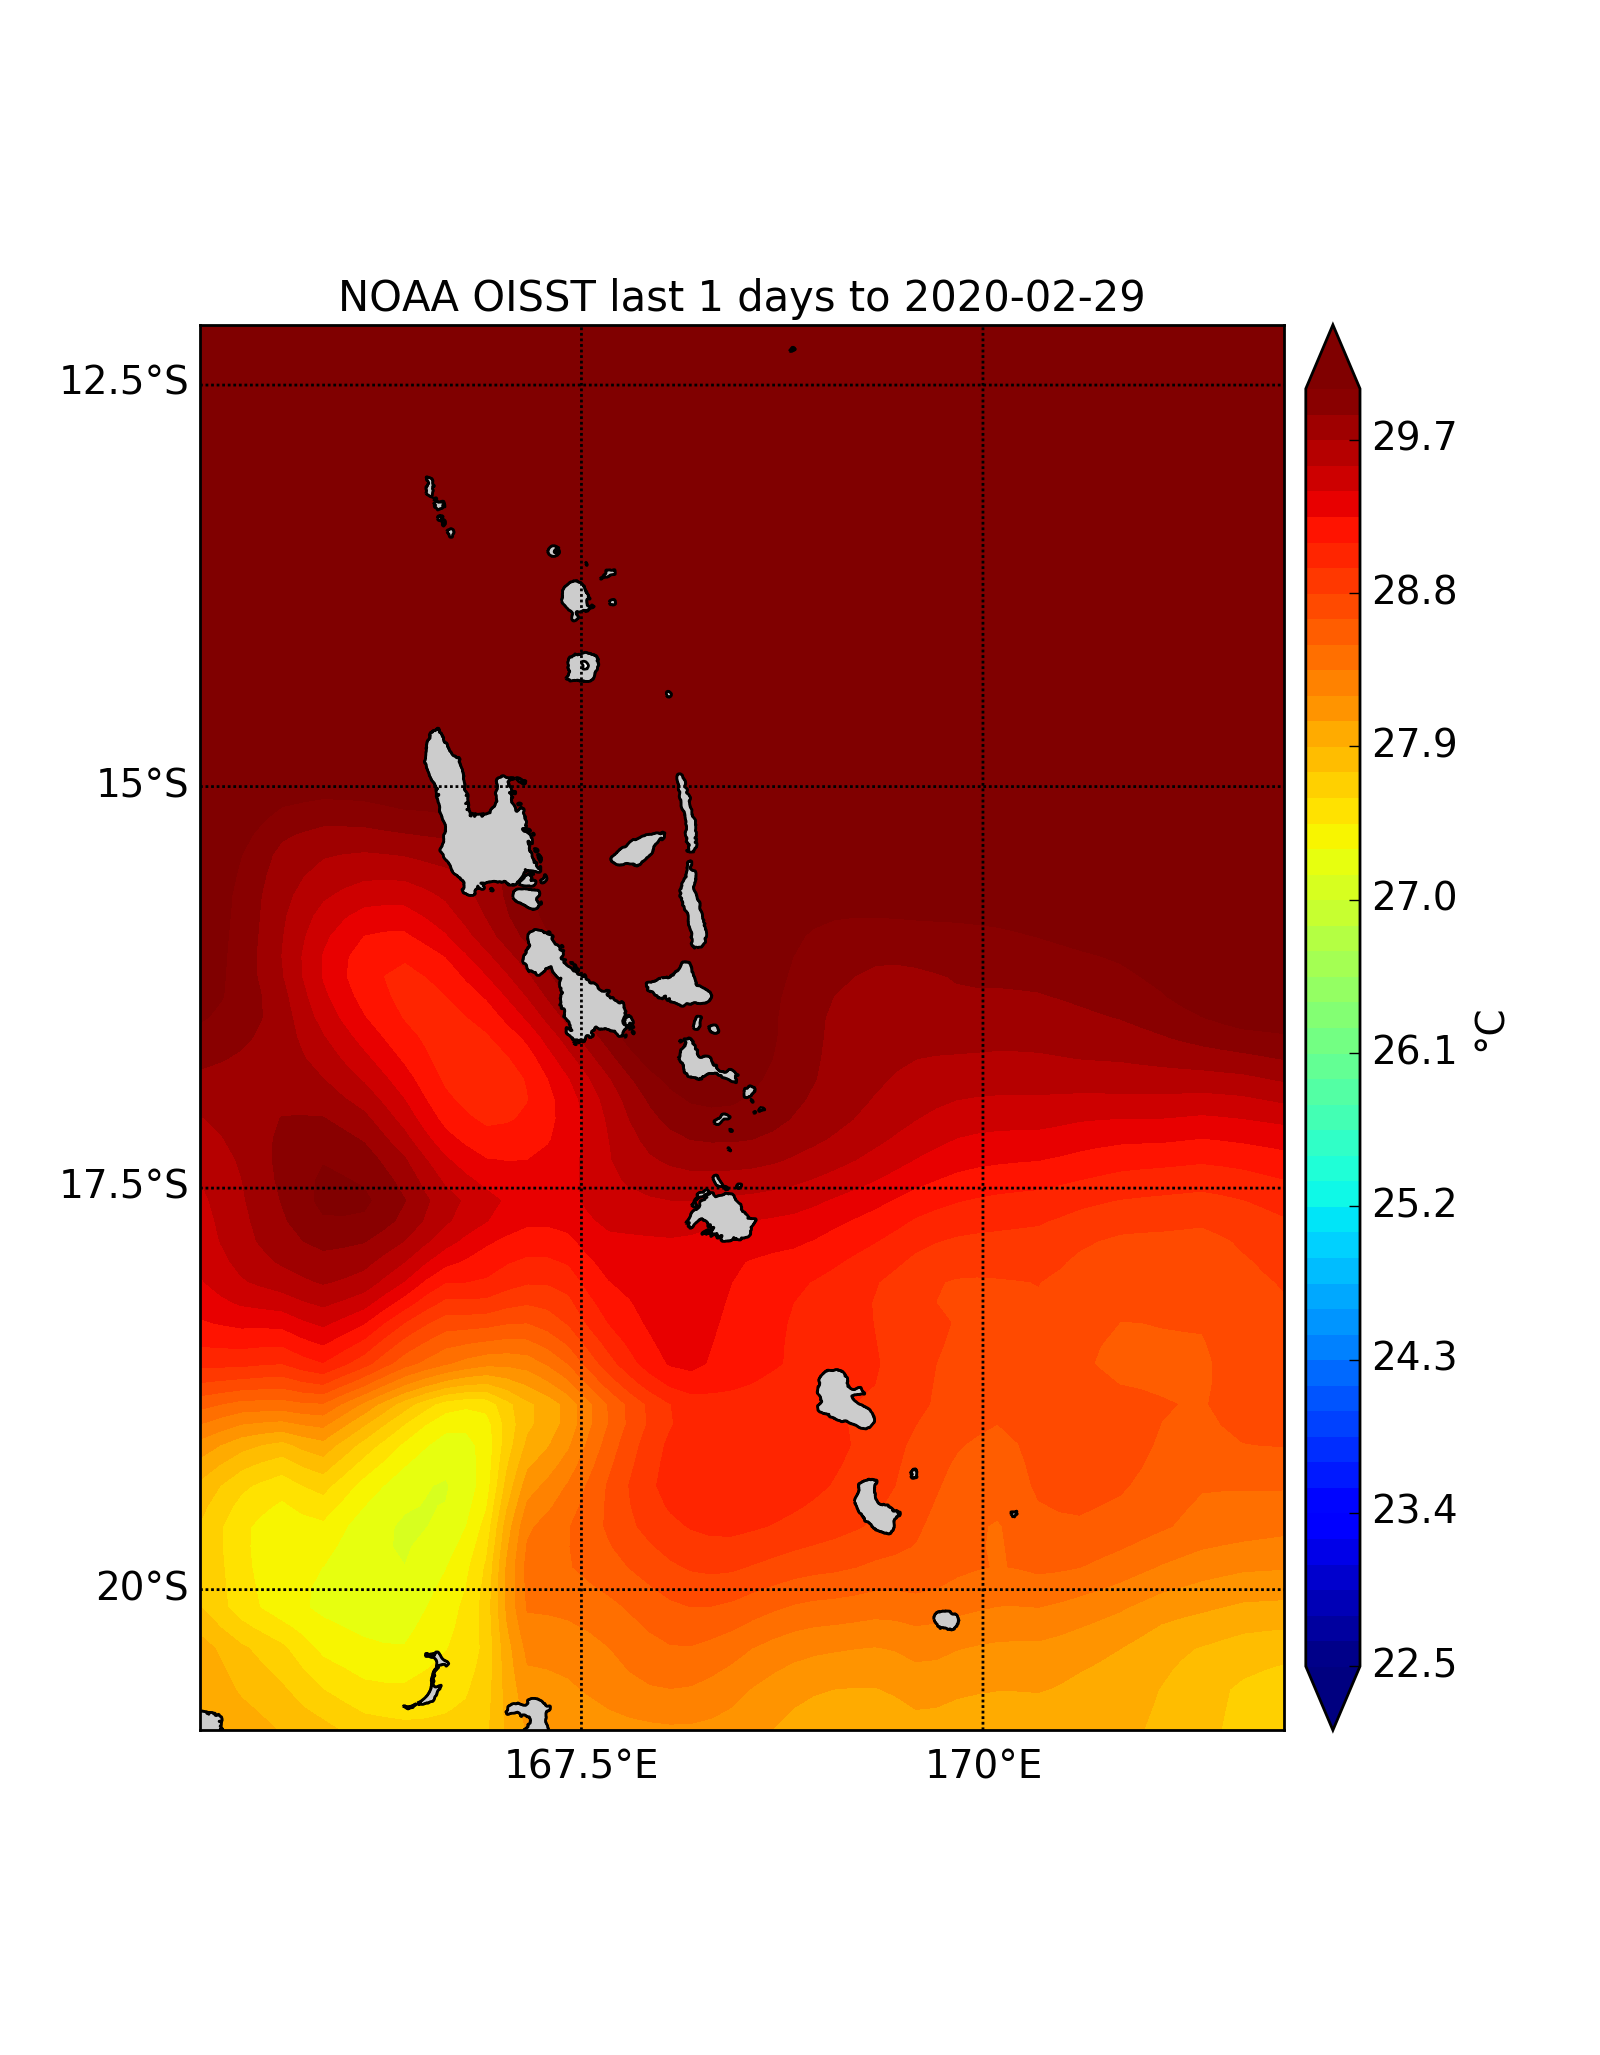 NOAA OISST last 1 days to 2020-02-29
12.5°S
15°S
17.5°S
20°S
167.5°E
170°E
29.7
28.8
27.9
27.0
26.1
25.2
24.3
23.4
22.5
°C